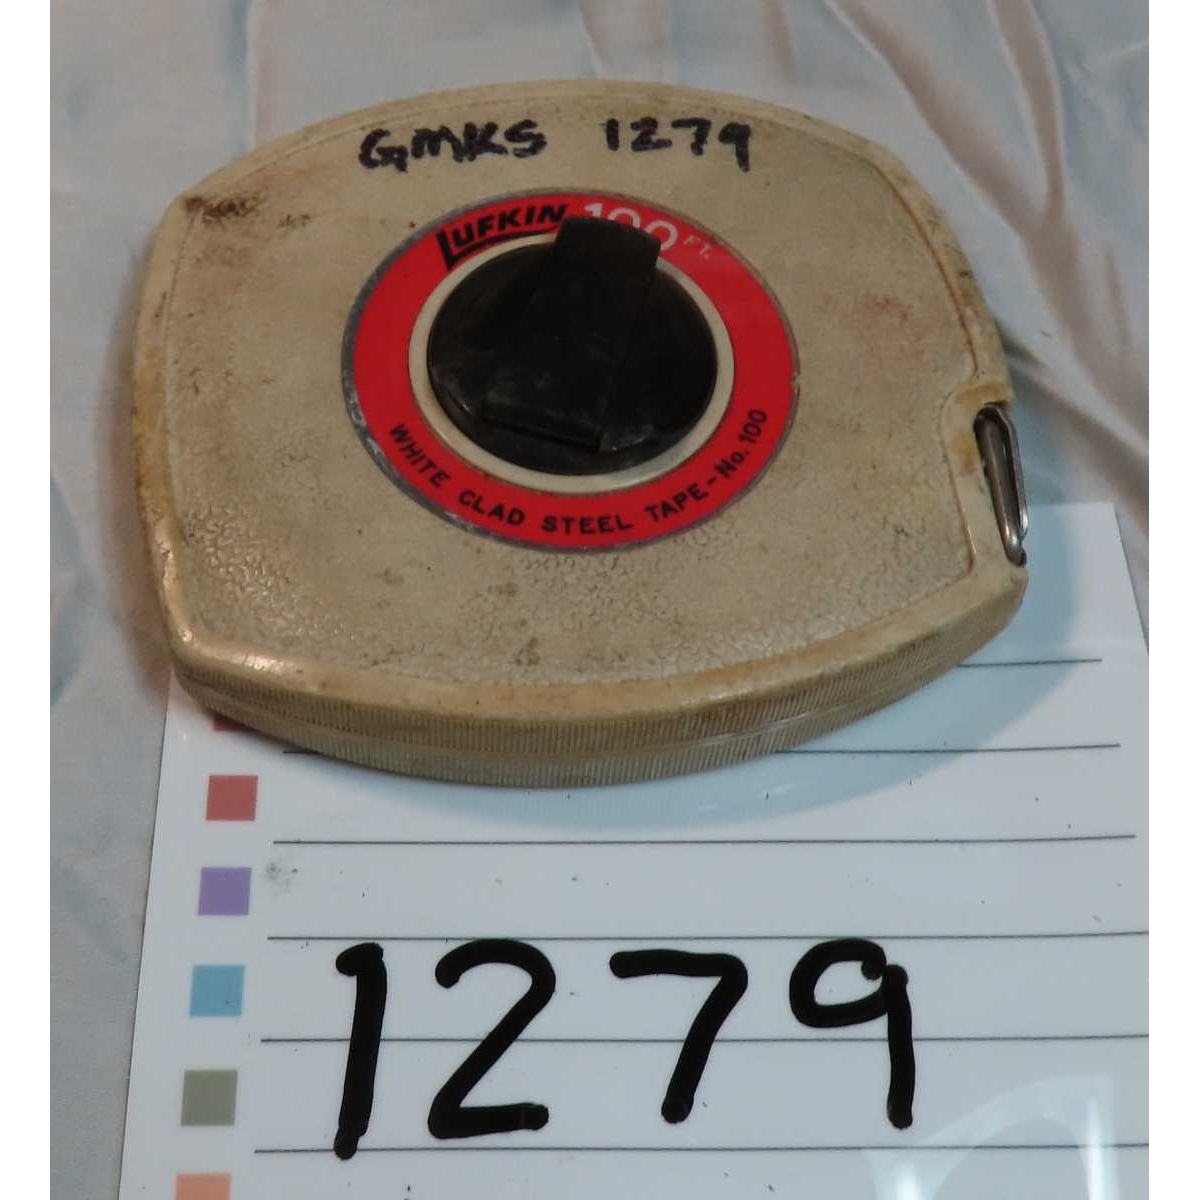 GMKS 1279
LUFKIN 100 FT.
WHITE CLAD STEEL TAPE - No. 100
1279